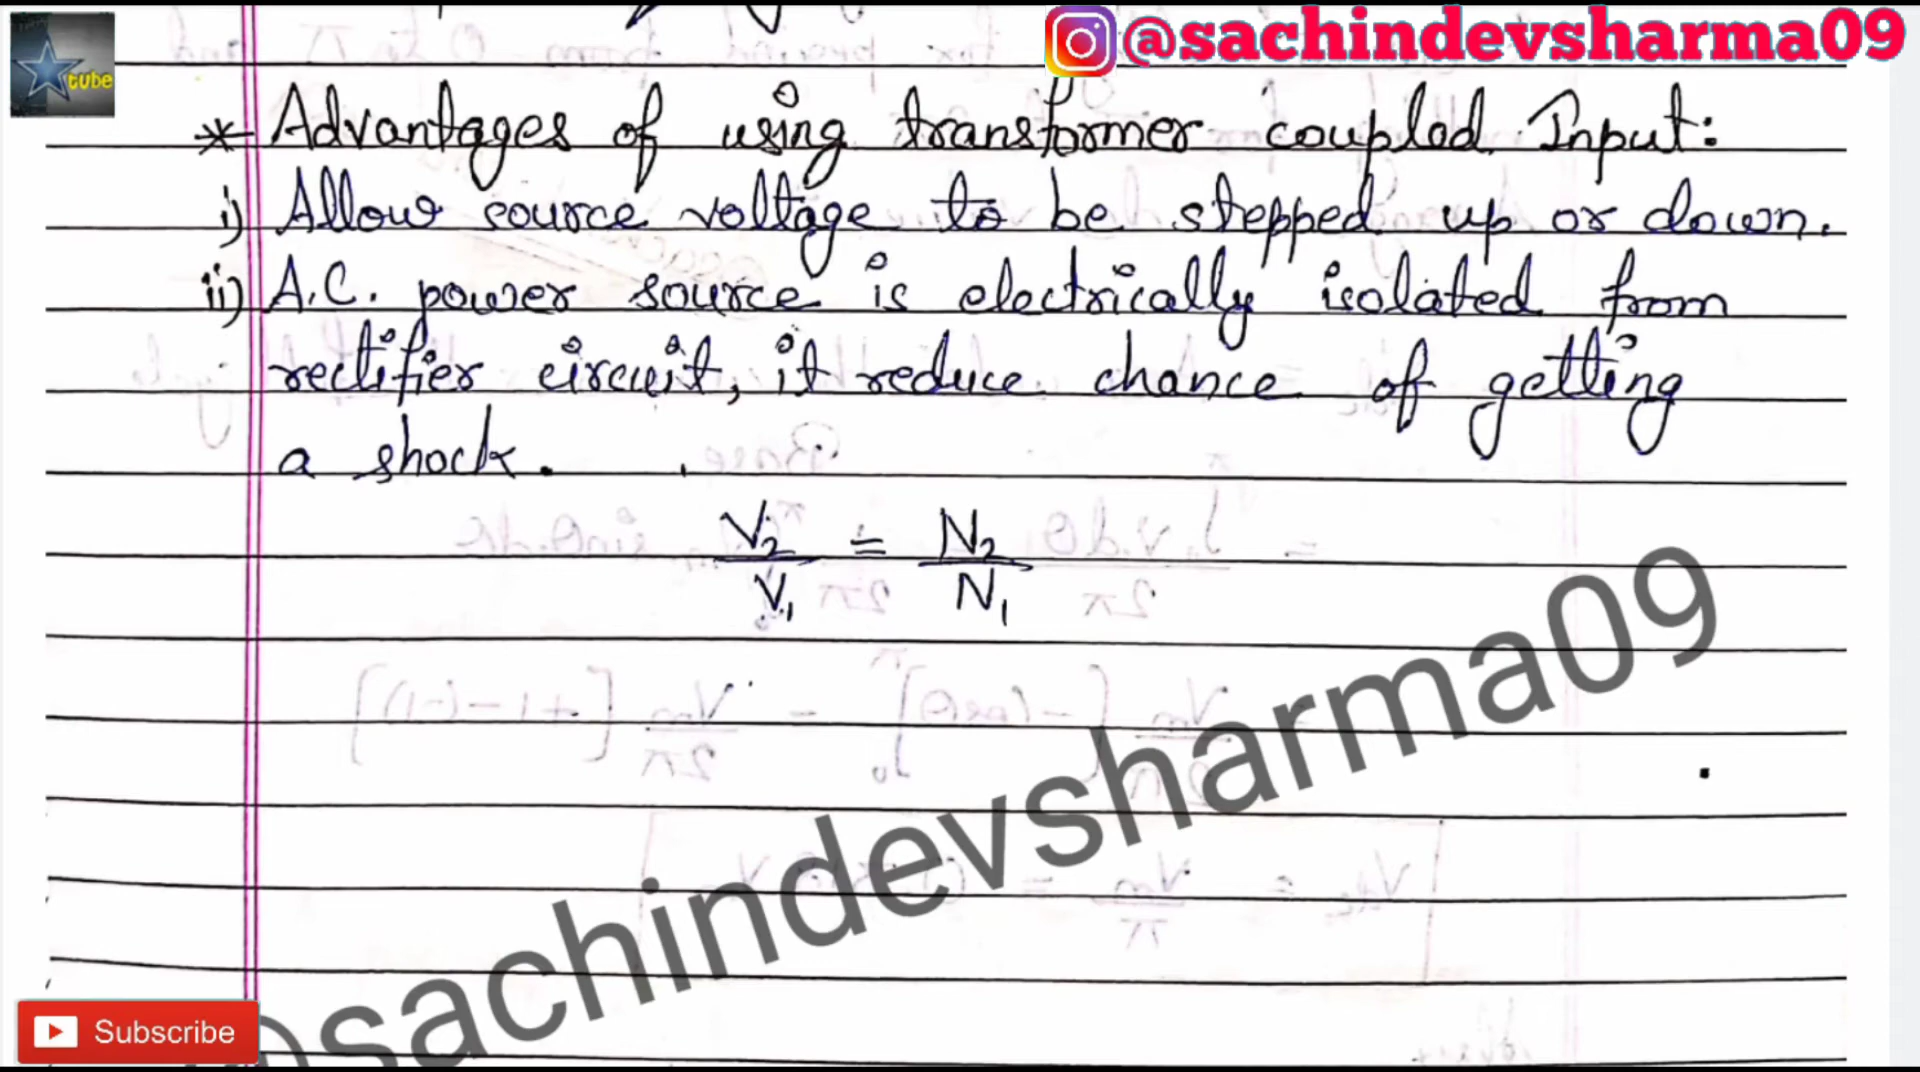 @sachindevsharma09
tube
* Advantages of using transformer coupled Input:
i) Allow source voltage to be stepped up or down.
ii) A.C. power source is electrically isolated from
rectifier circuit, it reduce chance of getting
a shock.
V₂ = N₂
V₁ N₁
@sachindevsharma09
Subscribe